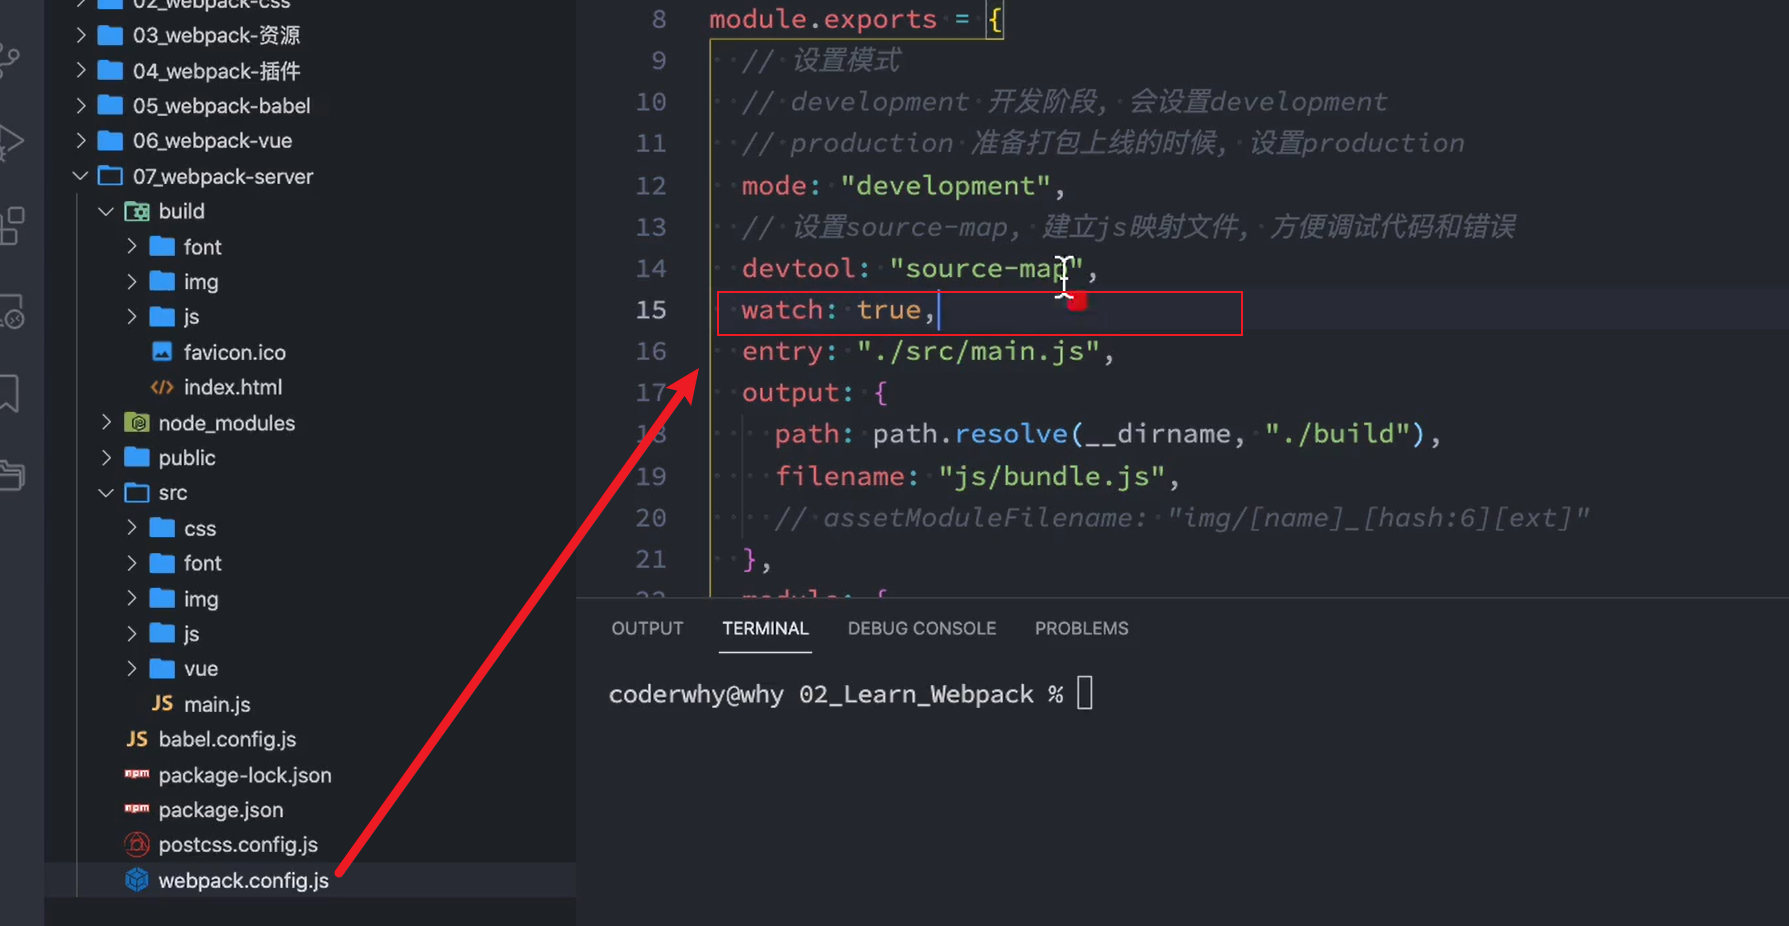 02_webpack-css
03_webpack-资源
04_webpack-插件
05_webpack-babel
06_webpack-vue
07_webpack-server
build
font
img
js
favicon.ico
index.html
node_modules
public
src
css
font
img
js
vue
JS main.js
JS babel.config.js
npm package-lock.json
npm package.json
postcss.config.js
webpack.config.js
8 module.exports = {
9 // 设置模式
10 // development 开发阶段, 会设置development
11 // production 准备打包上线的时候, 设置production
12 mode: "development",
13 // 设置source-map, 建立js映射文件, 方便调试代码和错误
14 devtool: "source-map",
15 watch: true,
16 entry: "./src/main.js",
17 output: {
18 path: path.resolve(__dirname, "./build"),
19 filename: "js/bundle.js",
20 // assetModuleFilename: "img/[name]_[hash:6][ext]"
21 },
22 module: {
OUTPUT TERMINAL DEBUG CONSOLE PROBLEMS
coderwhy@why 02_Learn_Webpack %